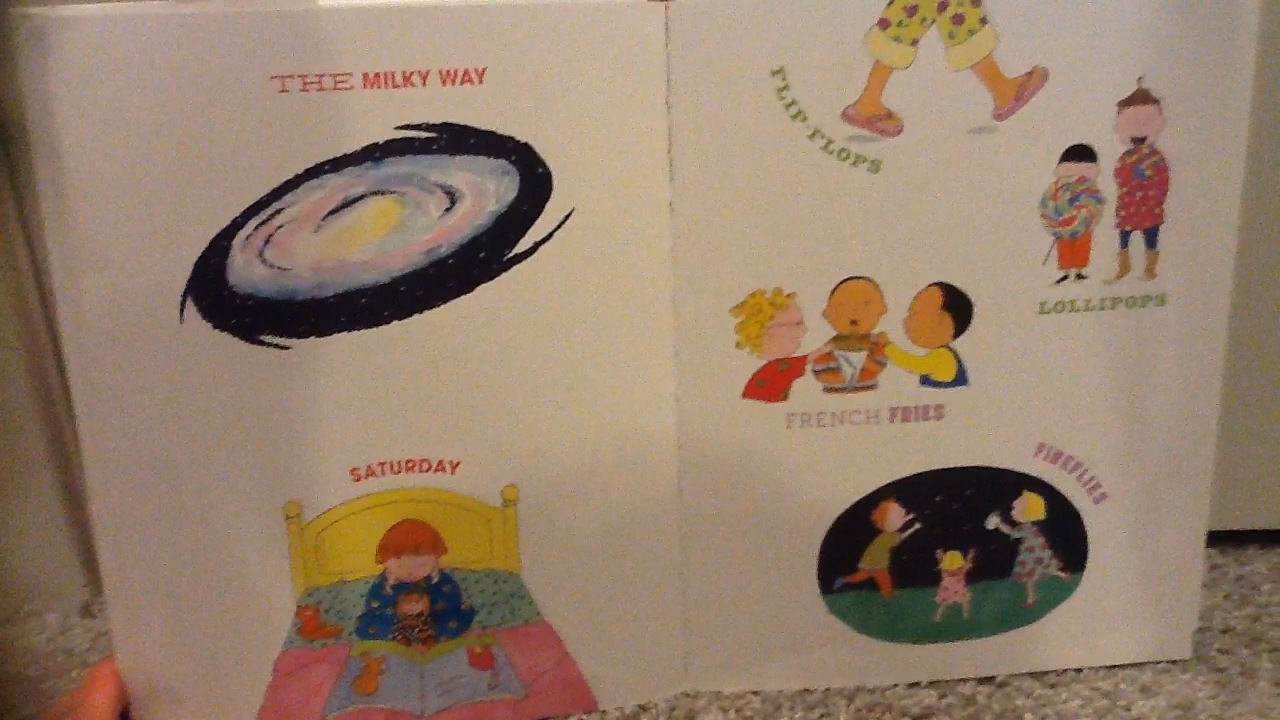 THE MILKY WAY
SATURDAY
FLIP-FLOPS
LOLLIPOPS
FRENCH FRIES
FIREFLIES